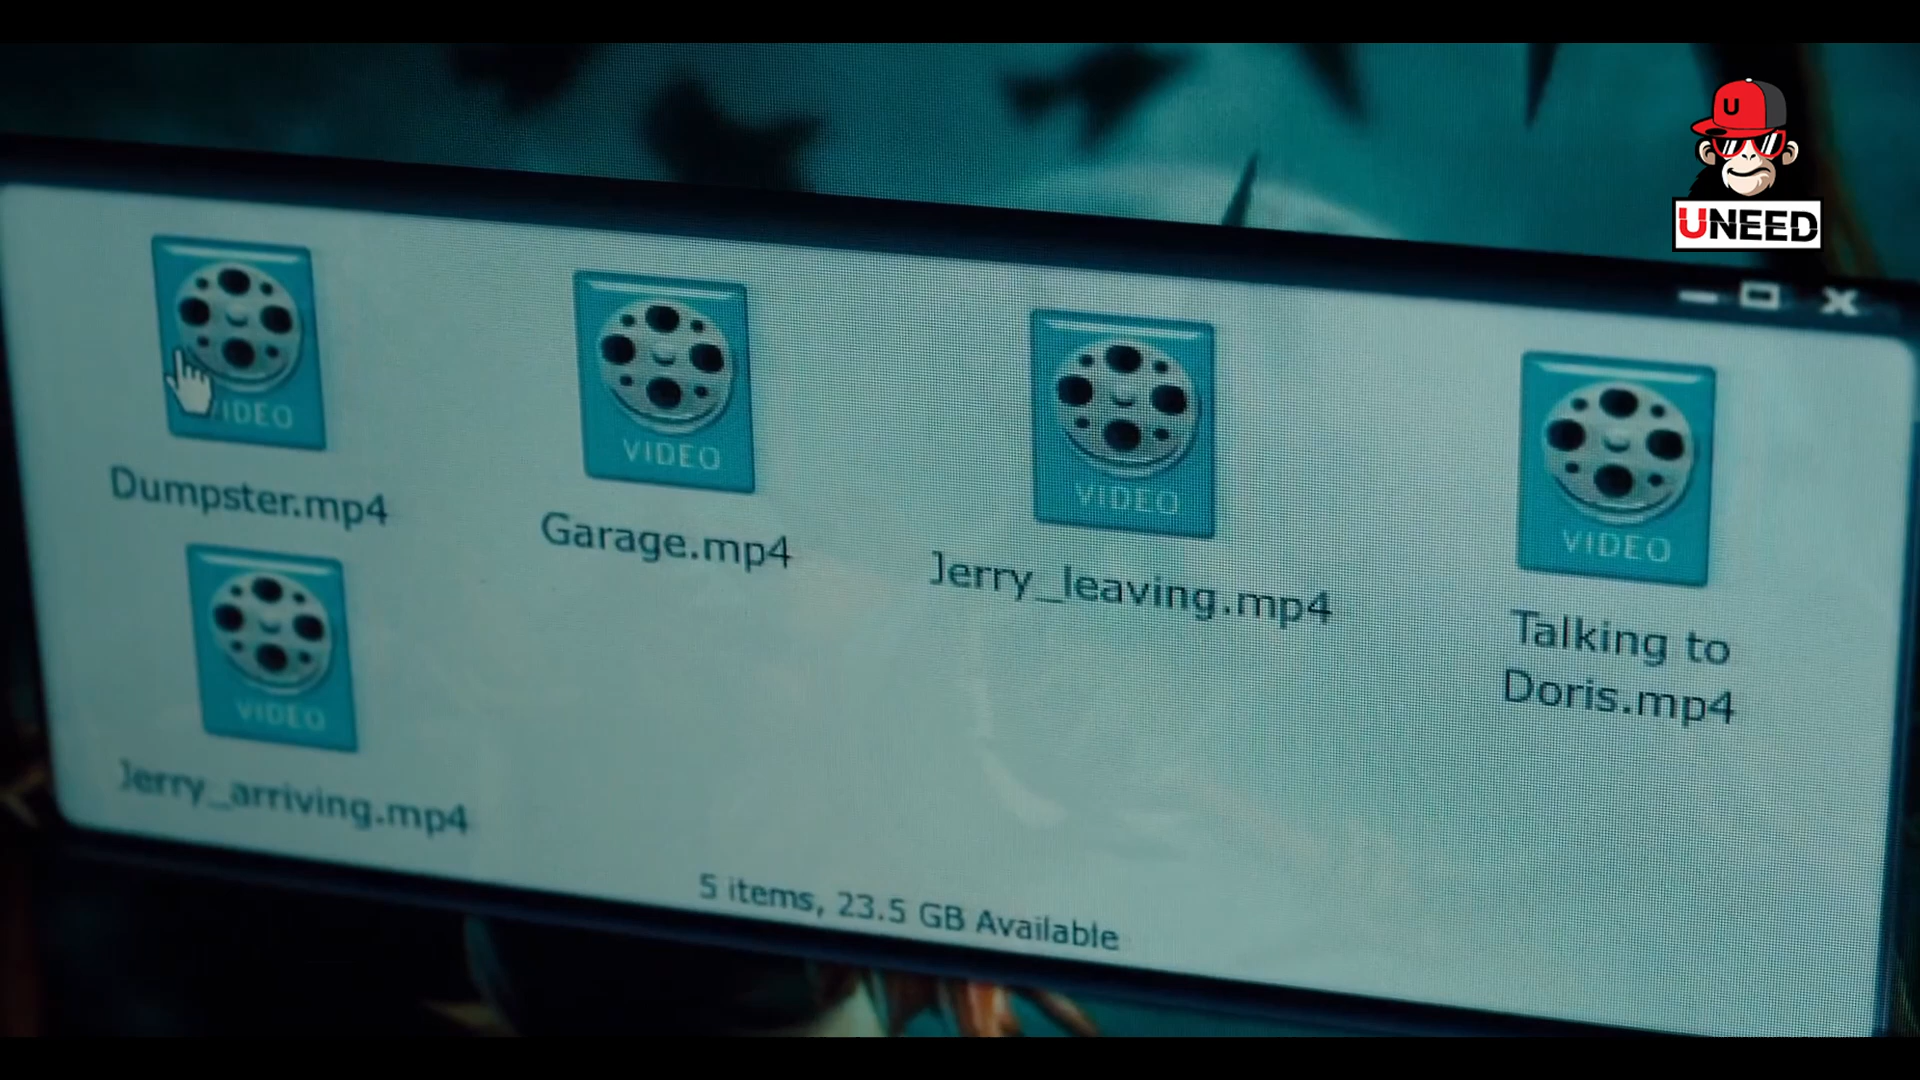 U
UNEED
VIDEO
VIDEO
VIDEO
VIDEO
Dumpster.mp4
Garage.mp4
Jerry_leaving.mp4
Talking to
Doris.mp4
VIDEO
Jerry_arriving.mp4
5 items, 23.5 GB Available